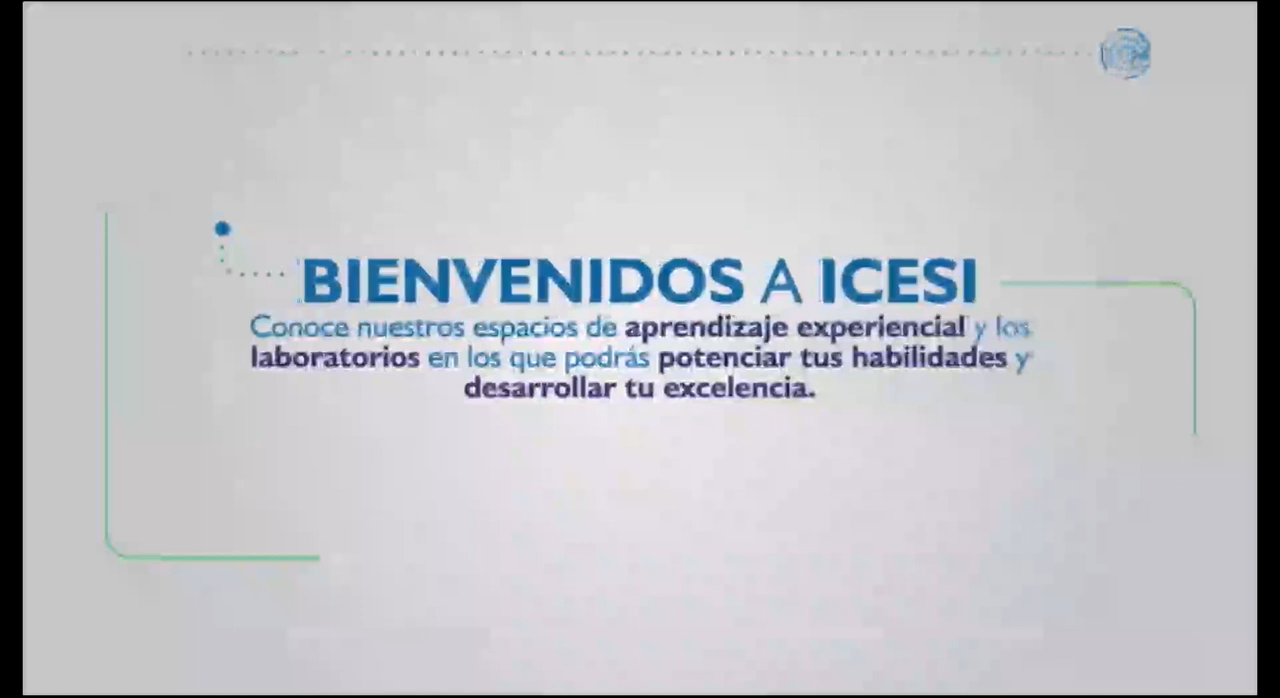 BIENVENIDOS A ICESI
Conoce nuestros espacios de aprendizaje experiencial y los
laboratorios en los que podrás potenciar tus habilidades y
desarrollar tu excelencia.